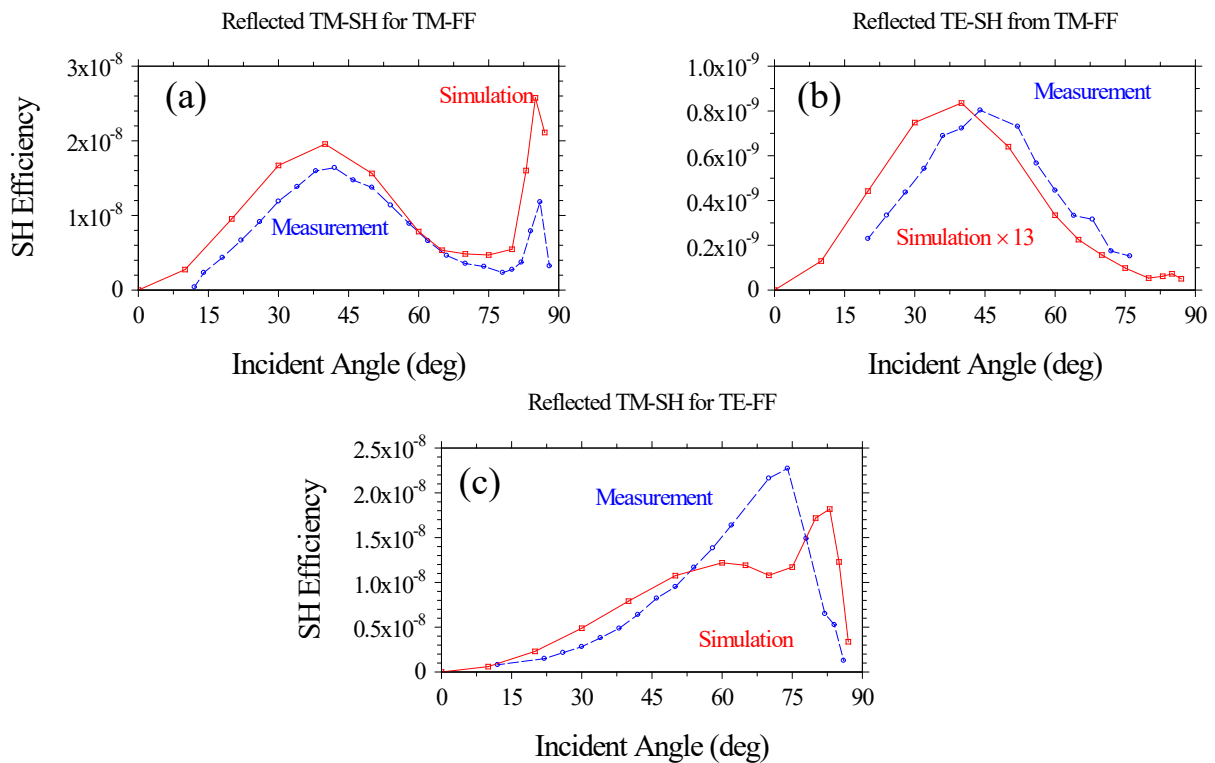 Reflected TM-SH for TM-FF
(a)
Simulation
Measurement
SH Efficiency
3x10⁻⁸
2x10⁻⁸
1x10⁻⁸
0
0 15 30 45 60 75 90
Incident Angle (deg)
Reflected TE-SH from TM-FF
(b)
Measurement
Simulation × 13
1.0x10⁻⁹
0.8x10⁻⁹
0.6x10⁻⁹
0.4x10⁻⁹
0.2x10⁻⁹
0
0 15 30 45 60 75 90
Incident Angle (deg)
Reflected TM-SH for TE-FF
(c)
Measurement
Simulation
SH Efficiency
2.5x10⁻⁸
2.0x10⁻⁸
1.5x10⁻⁸
1.0x10⁻⁸
0.5x10⁻⁸
0
0 15 30 45 60 75 90
Incident Angle (deg)